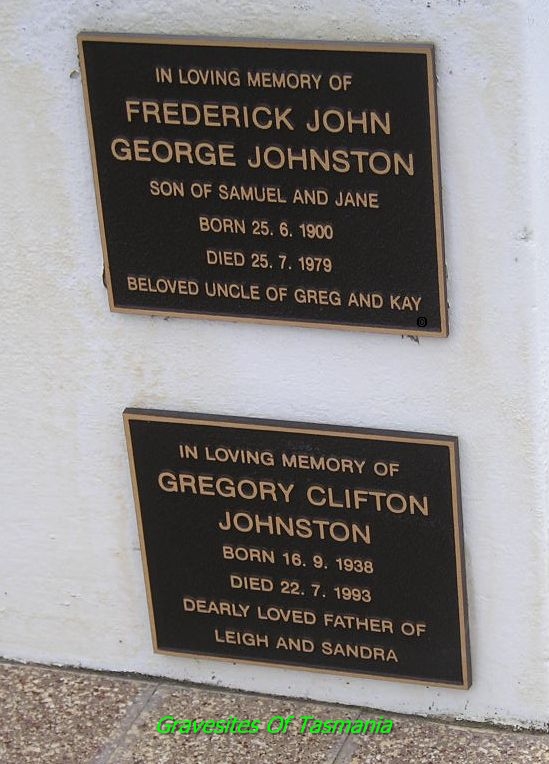 IN LOVING MEMORY OF
FREDERICK JOHN
GEORGE JOHNSTON
SON OF SAMUEL AND JANE
BORN 25. 6. 1900
DIED 25. 7. 1979
BELOVED UNCLE OF GREG AND KAY
IN LOVING MEMORY OF
GREGORY CLIFTON
JOHNSTON
BORN 16. 9. 1938
DIED 22. 7. 1993
DEARLY LOVED FATHER OF
LEIGH AND SANDRA
Gravesites Of Tasmania